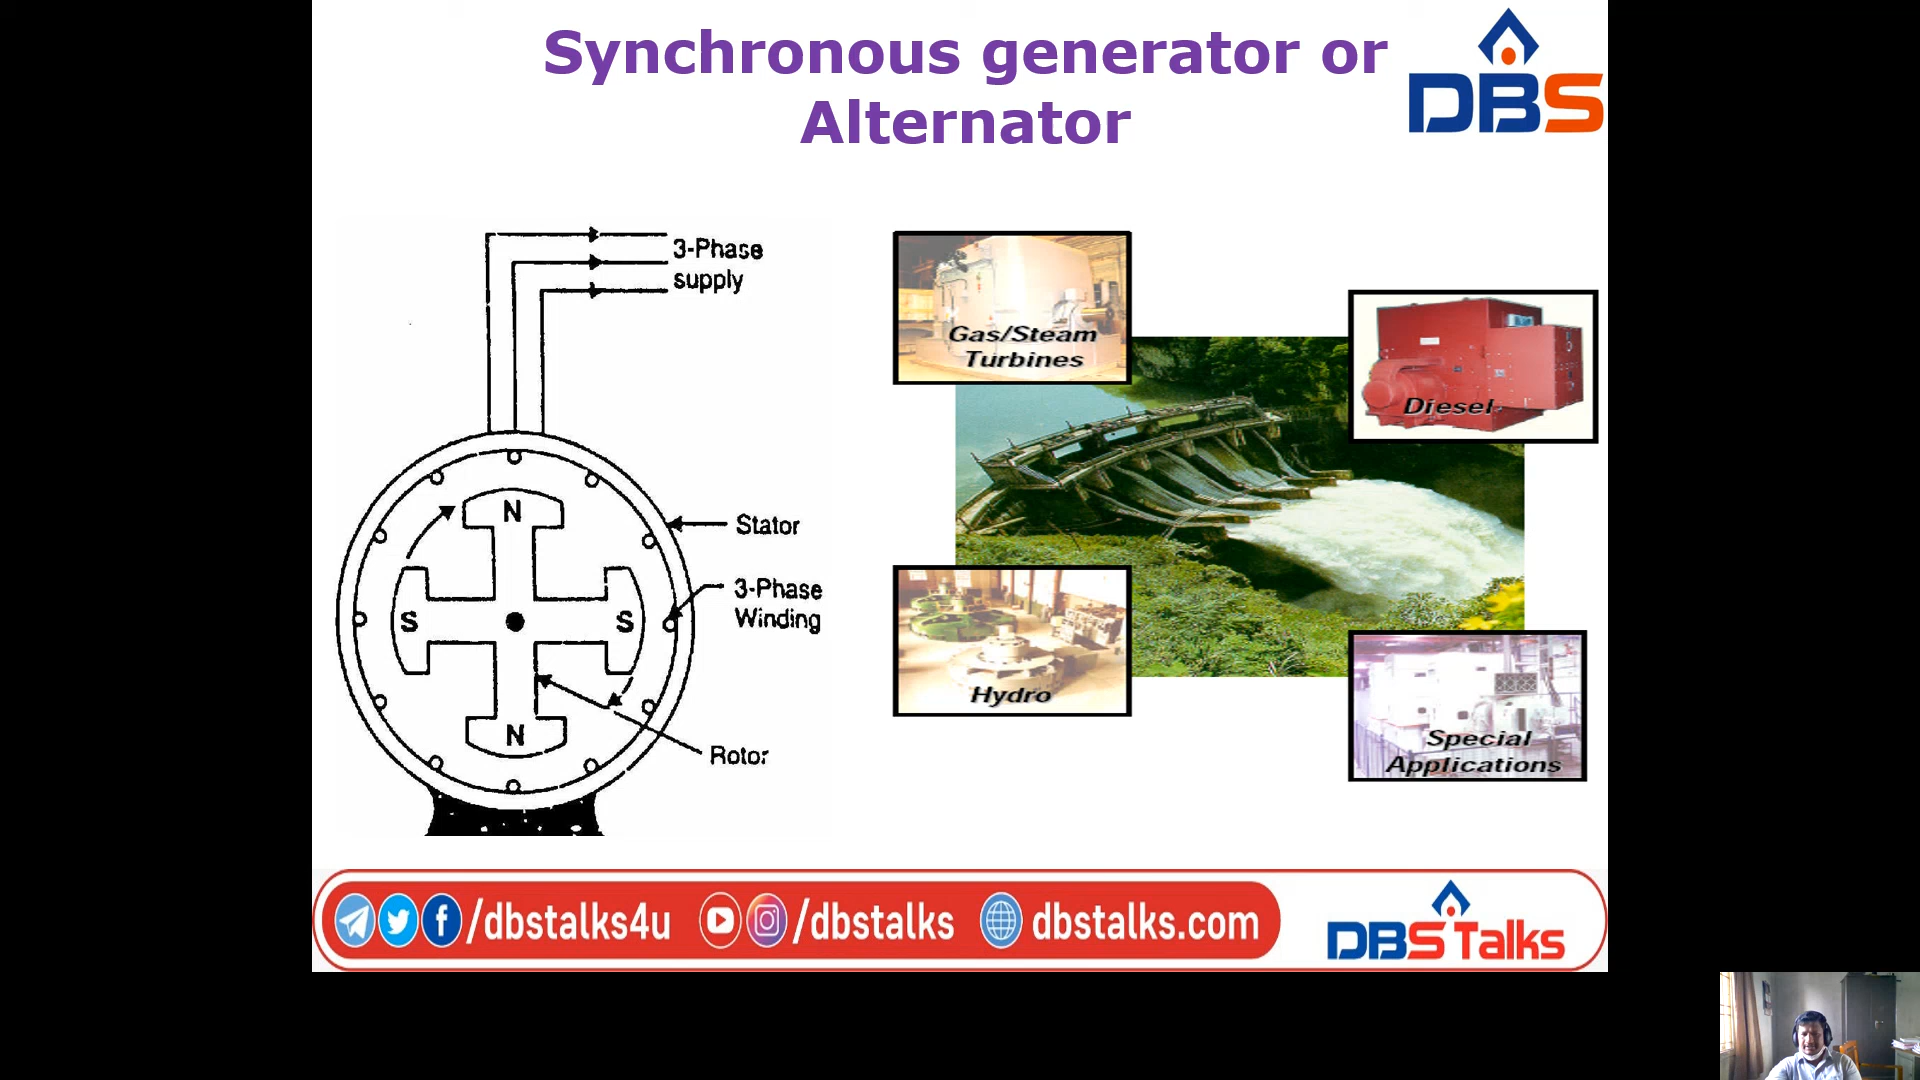 Synchronous generator or
Alternator
DBS
3-Phase
supply
N
Stator
S
S
3-Phase
Winding
N
Rotor
Gas/Steam
Turbines
Diesel
Hydro
Special
Applications
/dbstalks4u
/dbstalks
dbstalks.com
DBS Talks